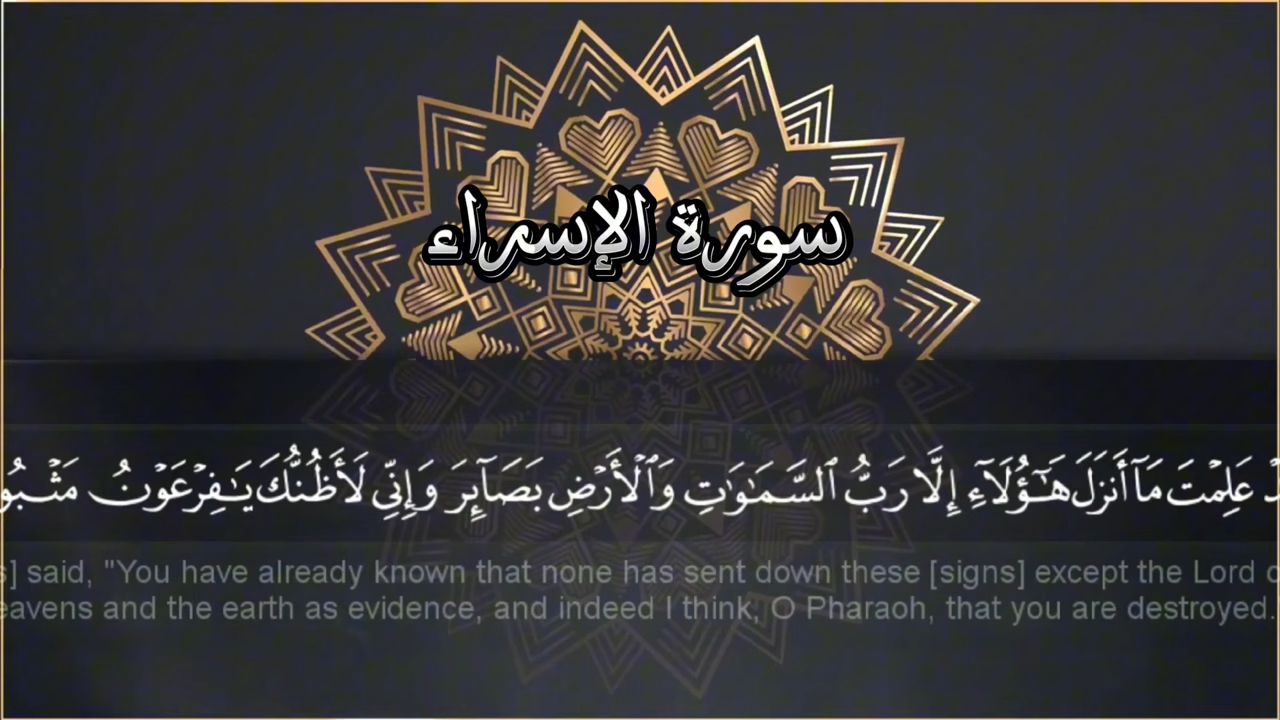 سورة الإسراء
عَلِمْتَ مَآ أَنزَلَ هَـٰٓؤُلَآءِ إِلَّا رَبُّ ٱلسَّمَـٰوَٰتِ وَٱلْأَرْضِ بَصَآئِرَ وَإِنِّى لَأَظُنُّكَ يَـٰفِرْعَوْنُ
] said, "You have already known that none has sent down these [signs] except the Lord
and the earth as evidence, and indeed I think, O Pharaoh, that you are destroyed.